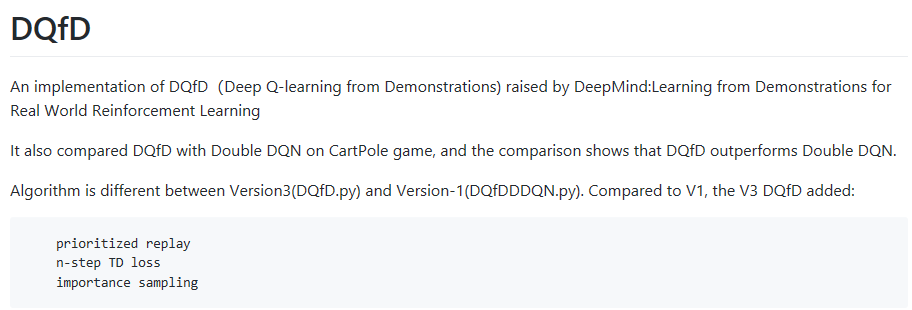 DQfD
An implementation of DQfD（Deep Q-learning from Demonstrations) raised by DeepMind:Learning from Demonstrations for
Real World Reinforcement Learning
It also compared DQfD with Double DQN on CartPole game, and the comparison shows that DQfD outperforms Double DQN.
Algorithm is different between Version3(DQfD.py) and Version-1(DQfDDDQN.py). Compared to V1, the V3 DQfD added:
prioritized replay
n-step TD loss
importance sampling